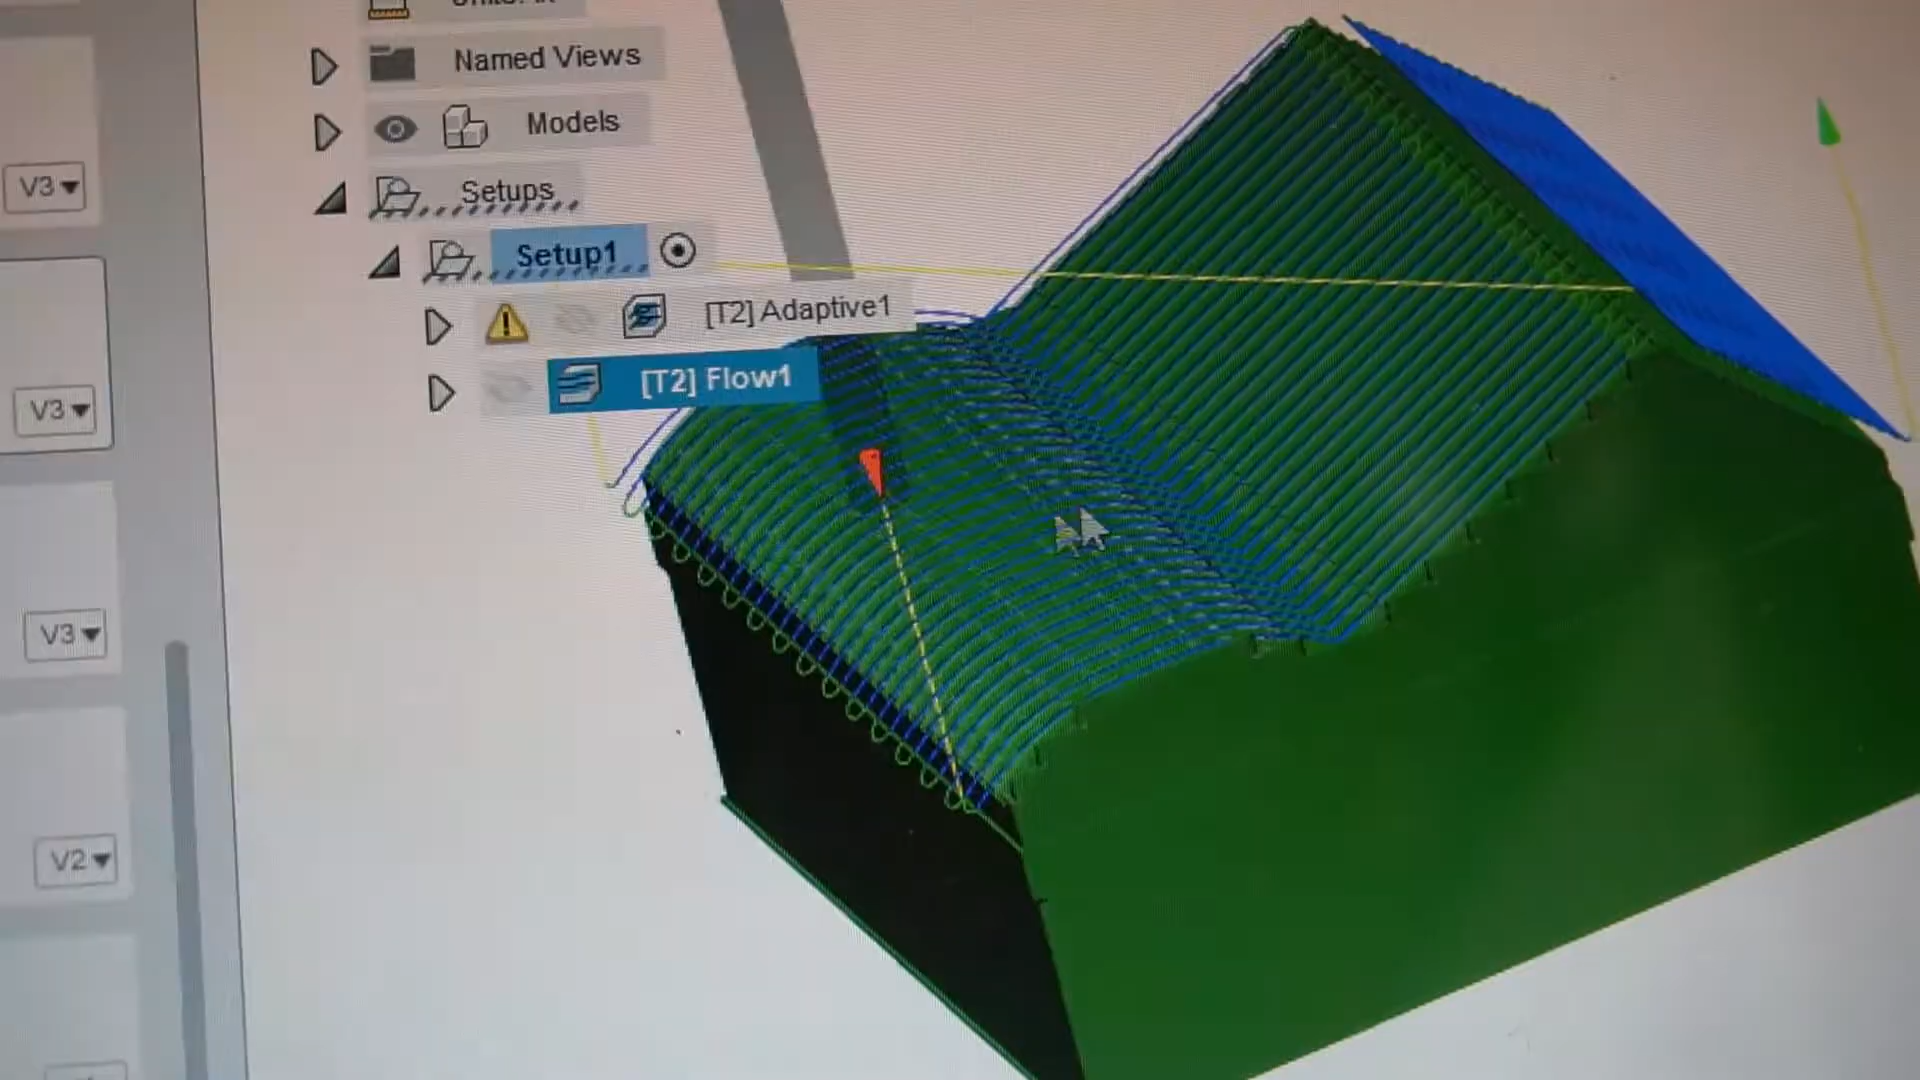 Named Views
Models
Setups
Setup1
[T2] Adaptive1
[T2] Flow1
V3
V3
V3
V2